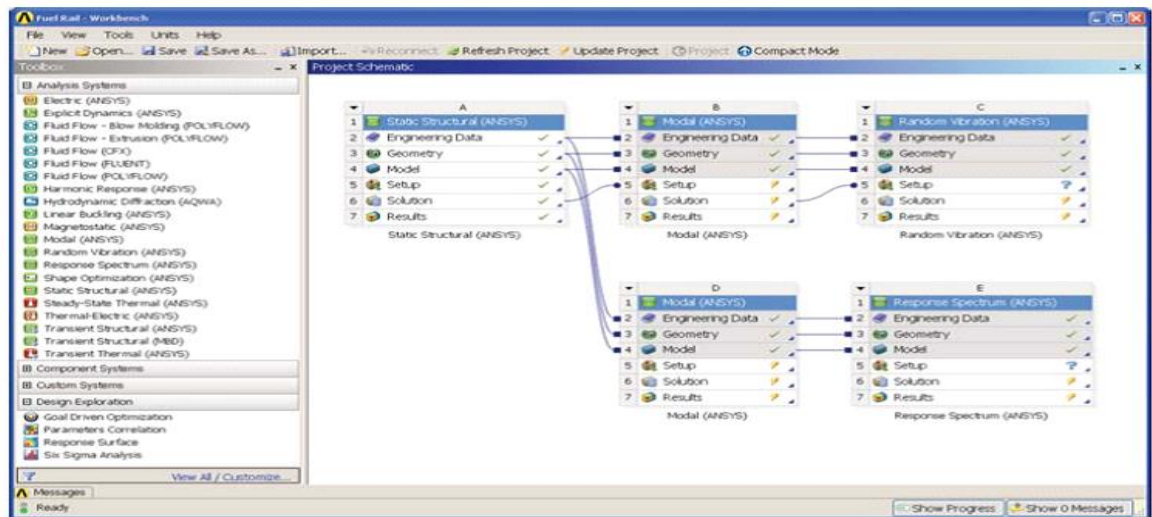 Fuel Rail - Workbench
File View Tools Units Help
New Open... Save Save As... Import... Reconnect Refresh Project Update Project Project Compact Mode
Toolbox
Project Schematic
Analysis Systems
Electric (ANSYS)
Explicit Dynamics (ANSYS)
Fluid Flow - Blow Molding (POLYFLOW)
Fluid Flow - Extrusion (POLYFLOW)
Fluid Flow (CFX)
Fluid Flow (FLUENT)
Fluid Flow (POLYFLOW)
Harmonic Response (ANSYS)
Hydrodynamic Diffraction (AQWA)
Linear Buckling (ANSYS)
Magnetostatic (ANSYS)
Modal (ANSYS)
Random Vibration (ANSYS)
Response Spectrum (ANSYS)
Shape Optimization (ANSYS)
Static Structural (ANSYS)
Steady-State Thermal (ANSYS)
Thermal-Electric (ANSYS)
Transient Structural (ANSYS)
Transient Structural (MBD)
Transient Thermal (ANSYS)
Component Systems
Custom Systems
Design Exploration
Goal Driven Optimization
Parameters Correlation
Response Surface
Six Sigma Analysis
View All / Customize...
A
1 Static Structural (ANSYS)
2 Engineering Data
3 Geometry
4 Model
5 Setup
6 Solution
7 Results
Static Structural (ANSYS)
B
1 Modal (ANSYS)
2 Engineering Data
3 Geometry
4 Model
5 Setup
6 Solution
7 Results
Modal (ANSYS)
C
1 Random Vibration (ANSYS)
2 Engineering Data
3 Geometry
4 Model
5 Setup ?
6 Solution
7 Results
Random Vibration (ANSYS)
D
1 Modal (ANSYS)
2 Engineering Data
3 Geometry
4 Model
5 Setup
6 Solution
7 Results
Modal (ANSYS)
E
1 Response Spectrum (ANSYS)
2 Engineering Data
3 Geometry
4 Model
5 Setup ?
6 Solution
7 Results
Response Spectrum (ANSYS)
Messages
Ready
Show Progress Show 0 Messages